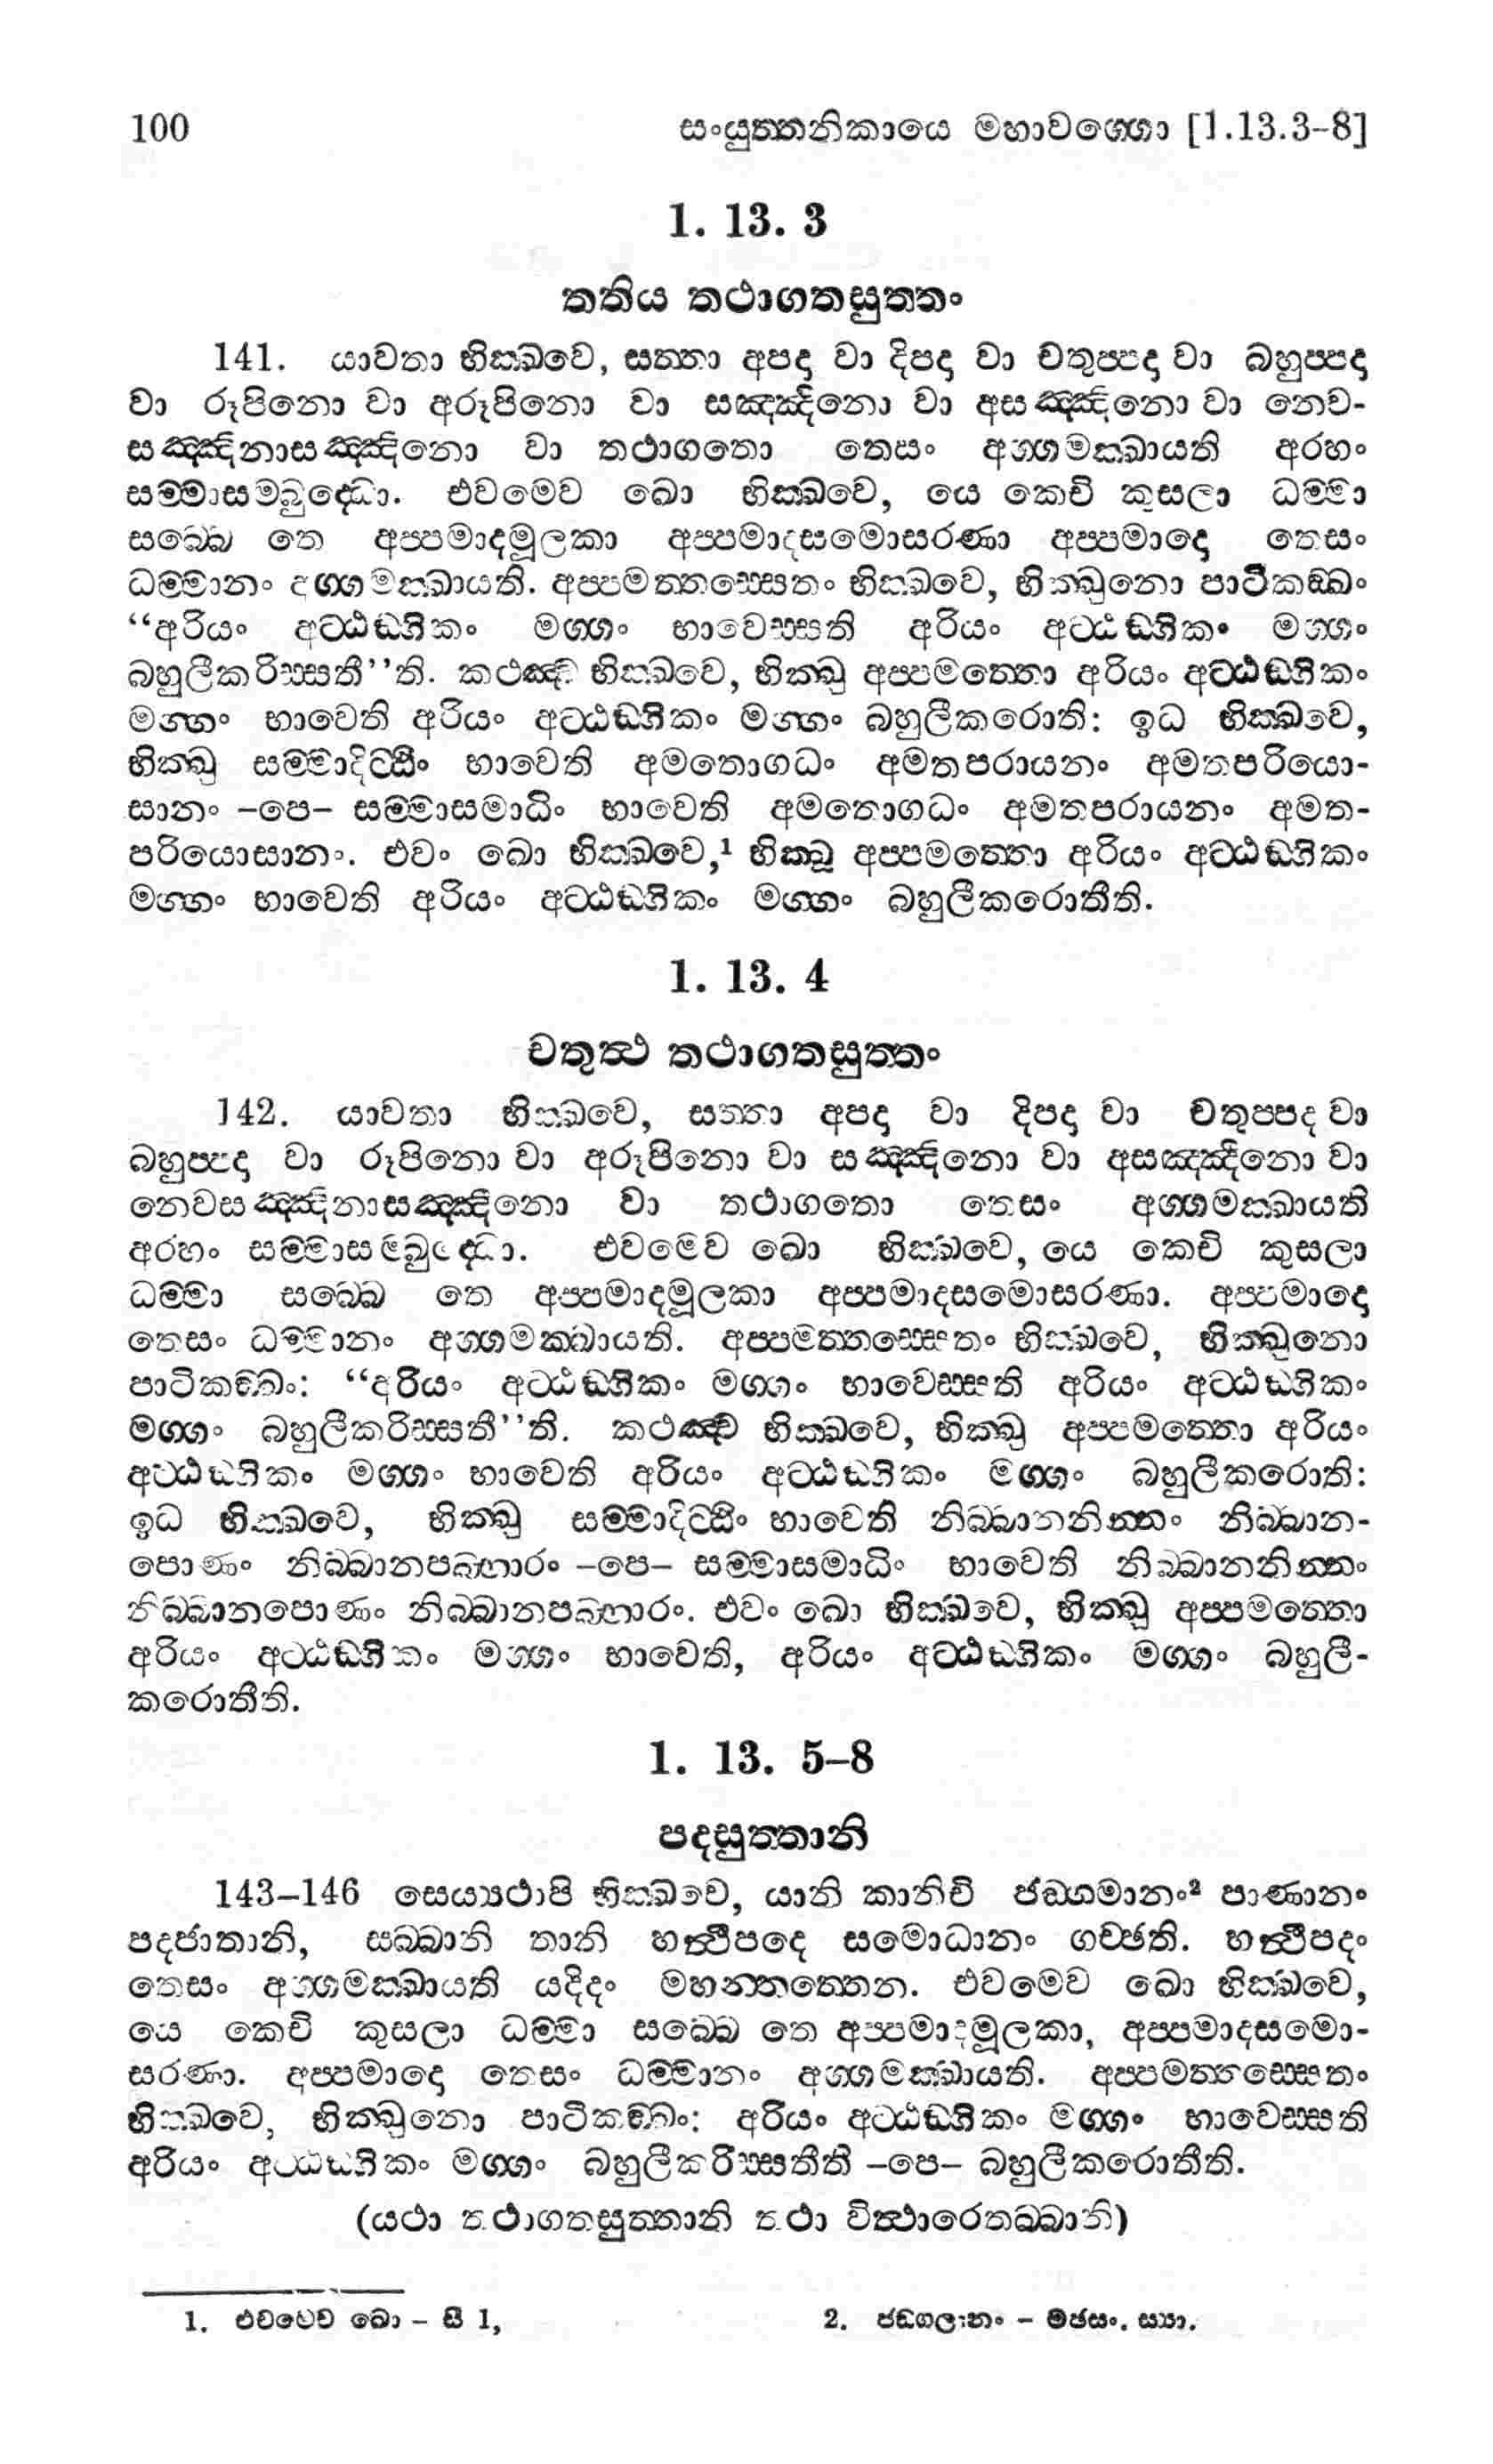 100 සංයුත්තනිකායෙ මහාවග්ගො [1.13.3-8]
1. 13. 3
තතිය තථාගතසුත්තං
141. යාවතා භික්ඛවෙ, සත්තා අපදා වා දිපදා වා චතුප්පදා වා බහුප්පදා
වා රූපිනො වා අරූපිනො වා සඤ්ඤිනො වා අසඤ්ඤිනො වා නෙව-
සඤ්ඤිනාසඤ්ඤිනො වා තථාගතො තෙසං අග්ගමක්ඛායති අරහං
සම්මාසම්බුද්ධො. එවමෙව ඛො භික්ඛවෙ, යෙ කෙචි කුසලා ධම්මා
සබ්බෙ තෙ අප්පමාදමූලකා අප්පමාදසමොසරණා අප්පමාදො තෙසං
ධම්මානං අග්ගමක්ඛායති. අප්පමත්තස්සෙතං භික්ඛවෙ, භික්ඛුනො පාටිකඞ්ඛං
“අරියං අට්ඨඞ්ගිකං මග්ගං භාවෙස්සති අරියං අට්ඨඞ්ගිකං මග්ගං
බහුලීකරිස්සතී”ති. කථඤ්ච භික්ඛවෙ, භික්ඛු අප්පමත්තො අරියං අට්ඨඞ්ගිකං
මග්ගං භාවෙති අරියං අට්ඨඞ්ගිකං මග්ගං බහුලීකරොති: ඉධ භික්ඛවෙ,
භික්ඛු සම්මාදිට්ඨිං භාවෙති අමතොගධං අමතපරායනං අමතපරියො-
සානං -පෙ- සම්මාසමාධිං භාවෙති අමතොගධං අමතපරායනං අමත-
පරියොසානං. එවං ඛො භික්ඛවෙ,¹ භික්ඛු අප්පමත්තො අරියං අට්ඨඞ්ගිකං
මග්ගං භාවෙති අරියං අට්ඨඞ්ගිකං මග්ගං බහුලීකරොතීති.
1. 13. 4
චතුත්ථ තථාගතසුත්තං
142. යාවතා භික්ඛවෙ, සත්තා අපදා වා දිපදා වා චතුප්පද වා
බහුප්පදා වා රූපිනො වා අරූපිනො වා සඤ්ඤිනො වා අසඤ්ඤිනො වා
නෙවසඤ්ඤිනාසඤ්ඤිනො වා තථාගතො තෙසං අග්ගමක්ඛායති
අරහං සම්මාසම්බුද්ධො. එවමෙව ඛො භික්ඛවෙ, යෙ කෙචි කුසලා
ධම්මා සබ්බෙ තෙ අප්පමාදමූලකා අප්පමාදසමොසරණා. අප්පමාදො
තෙසං ධම්මානං අග්ගමක්ඛායති. අප්පමත්තස්සෙතං භික්ඛවෙ, භික්ඛුනො
පාටිකඞ්ඛං: “අරියං අට්ඨඞ්ගිකං මග්ගං භාවෙස්සති අරියං අට්ඨඞ්ගිකං
මග්ගං බහුලීකරිස්සතී”ති. කථඤ්ච භික්ඛවෙ, භික්ඛු අප්පමත්තො අරියං
අට්ඨඞ්ගිකං මග්ගං භාවෙති අරියං අට්ඨඞ්ගිකං මග්ගං බහුලීකරොති:
ඉධ භික්ඛවෙ, භික්ඛු සම්මාදිට්ඨිං භාවෙති නිබ්බානනින්නං නිබ්බාන-
පොණං නිබ්බානපබ්භාරං -පෙ- සම්මාසමාධිං භාවෙති නිබ්බානනින්නං
නිබ්බානපොණං නිබ්බානපබ්භාරං. එවං ඛො භික්ඛවෙ, භික්ඛු අප්පමත්තො
අරියං අට්ඨඞ්ගිකං මග්ගං භාවෙති, අරියං අට්ඨඞ්ගිකං මග්ගං බහුලී-
කරොතීති.
1. 13. 5-8
පදසුත්තානි
143-146 සෙය්‍යථාපි භික්ඛවෙ, යානි කානිචි ජඞ්ගමානං² පාණානං
පදජාතානි, සබ්බානි තානි හත්ථිපදෙ සමොධානං ගච්ඡති. හත්ථිපදං
තෙසං අග්ගමක්ඛායති යදිදං මහන්තත්තෙන. එවමෙව ඛො භික්ඛවෙ,
යෙ කෙචි කුසලා ධම්මා සබ්බෙ තෙ අප්පමාදමූලකා, අප්පමාදසමො-
සරණා. අප්පමාදො තෙසං ධම්මානං අග්ගමක්ඛායති. අප්පමත්තස්සෙතං
භික්ඛවෙ, භික්ඛුනො පාටිකඞ්ඛං: අරියං අට්ඨඞ්ගිකං මග්ගං භාවෙස්සති
අරියං අට්ඨඞ්ගිකං මග්ගං බහුලීකරිස්සතීති -පෙ- බහුලීකරොතීති.
(යථා තථාගතසුත්තානි තථා විත්ථාරෙතබ්බානි)
1. එවමෙව ඛො - සී 1, 2. ජඞ්ගලානං - මජසං. ස්‍යා.